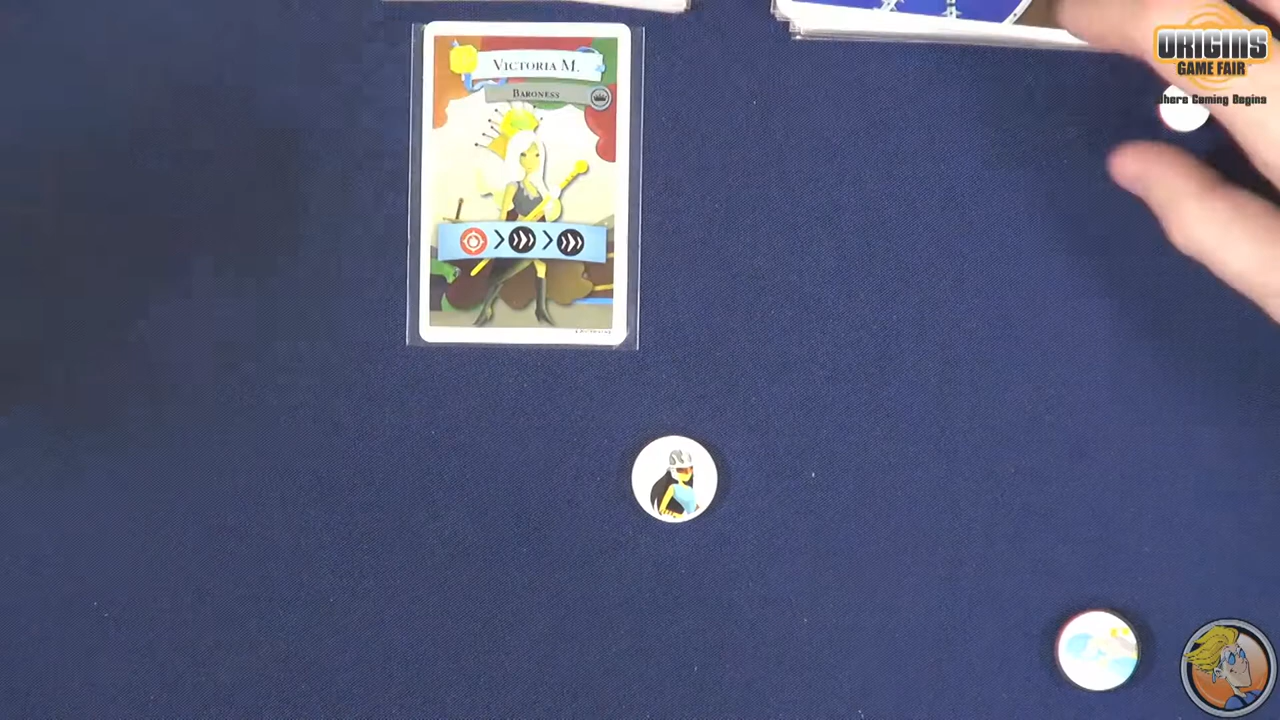 VICTORIA M.
BARONESS
ORIGINS
GAME FAIR
Where Gaming Begins